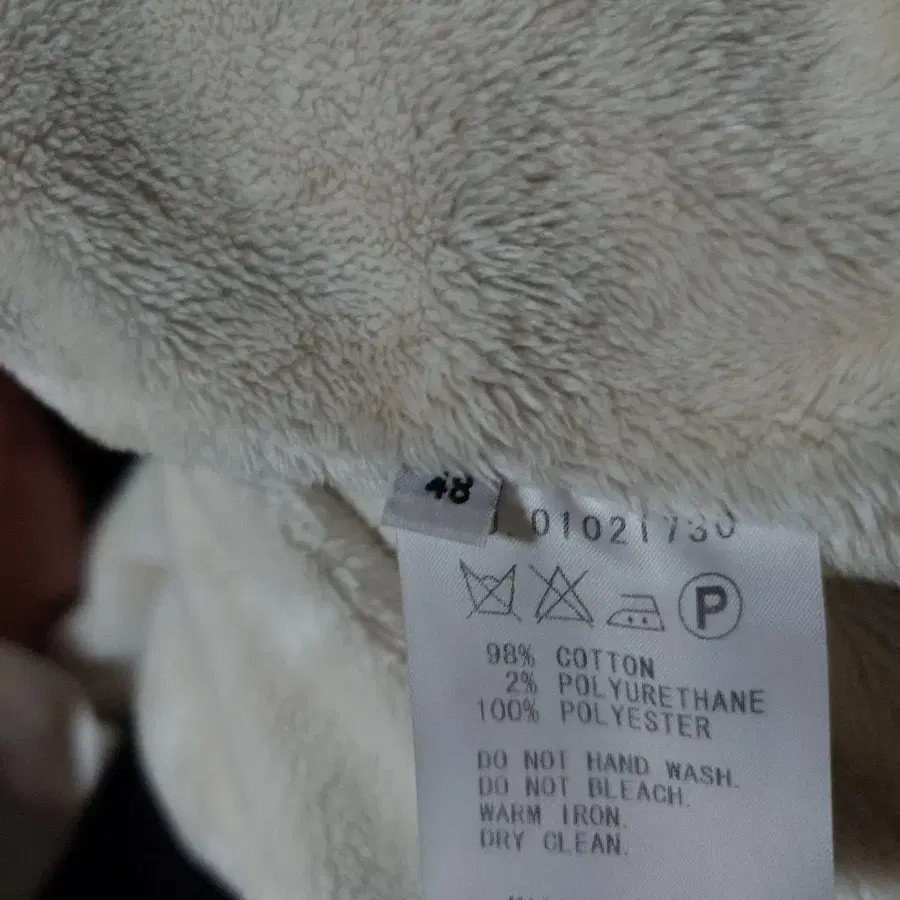 48
01021730
P
98% COTTON
2% POLYURETHANE
100% POLYESTER
DO NOT HAND WASH.
DO NOT BLEACH.
WARM IRON.
DRY CLEAN.